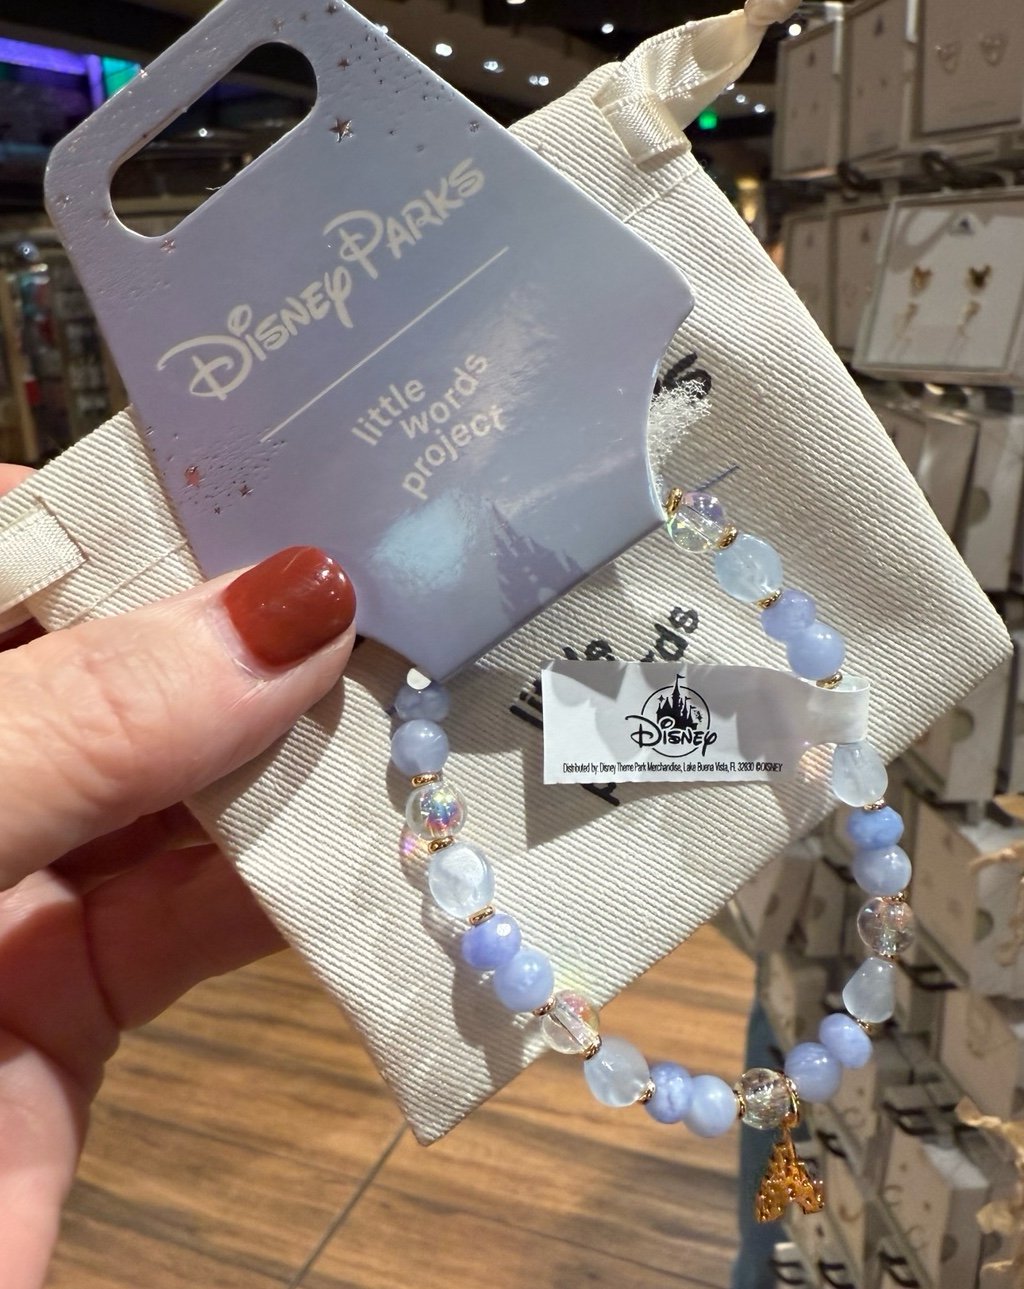 Disney Parks
little
words
project
Disney
Distributed by: Disney Theme Park Merchandise, Lake Buena Vista, FL 32830 ©DISNEY